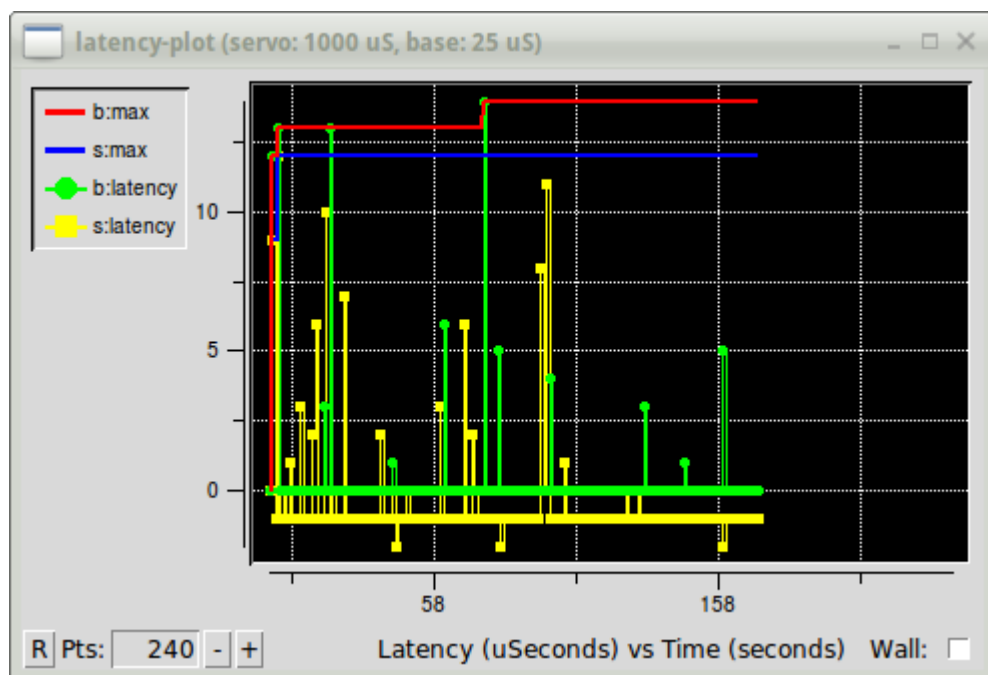 latency-plot (servo: 1000 uS, base: 25 uS)
b:max
s:max
b:latency
s:latency
10
5
0
58
158
R Pts: 240 - + Latency (uSeconds) vs Time (seconds) Wall: